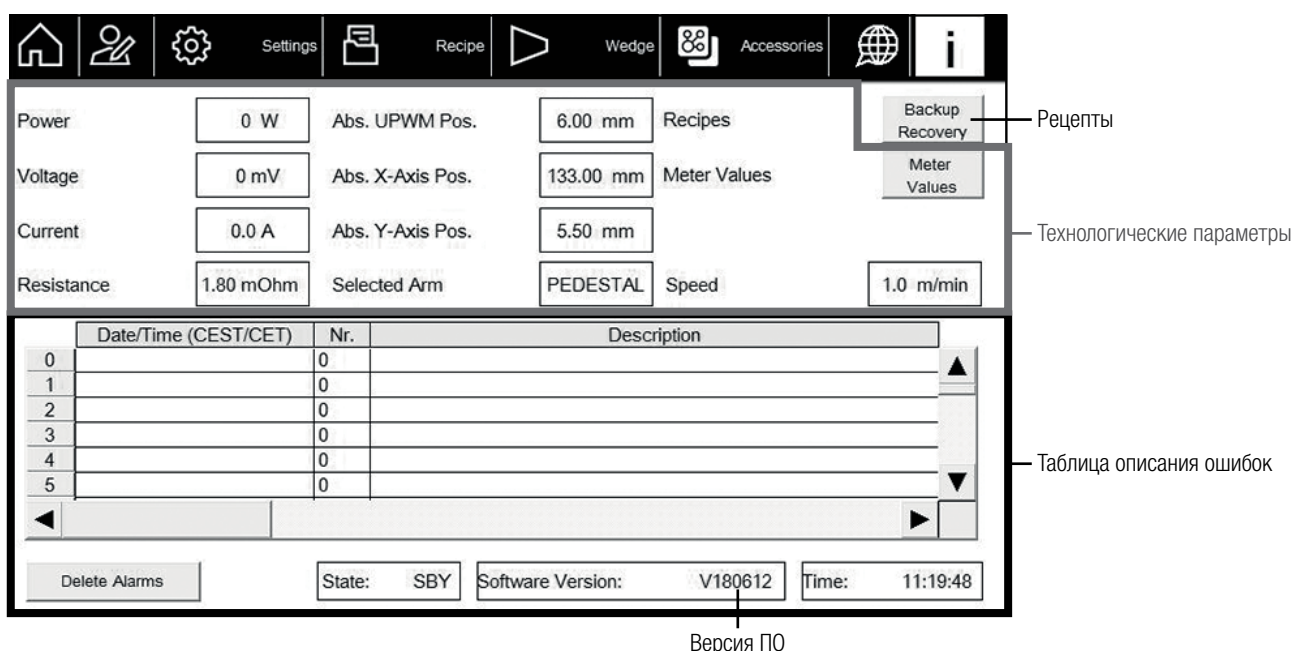 Settings Recipe Wedge Accessories i
Power 0 W Abs. UPWM Pos. 6.00 mm Recipes Backup Recovery Рецепты
Voltage 0 mV Abs. X-Axis Pos. 133.00 mm Meter Values Meter Values
Current 0.0 A Abs. Y-Axis Pos. 5.50 mm Технологические параметры
Resistance 1.80 mOhm Selected Arm PEDESTAL Speed 1.0 m/min
Date/Time (CEST/CET) Nr. Description
0 0
1 0
2 0
3 0
4 0 Таблица описания ошибок
5 0
Delete Alarms State: SBY Software Version: V180612 Time: 11:19:48
Версия ПО